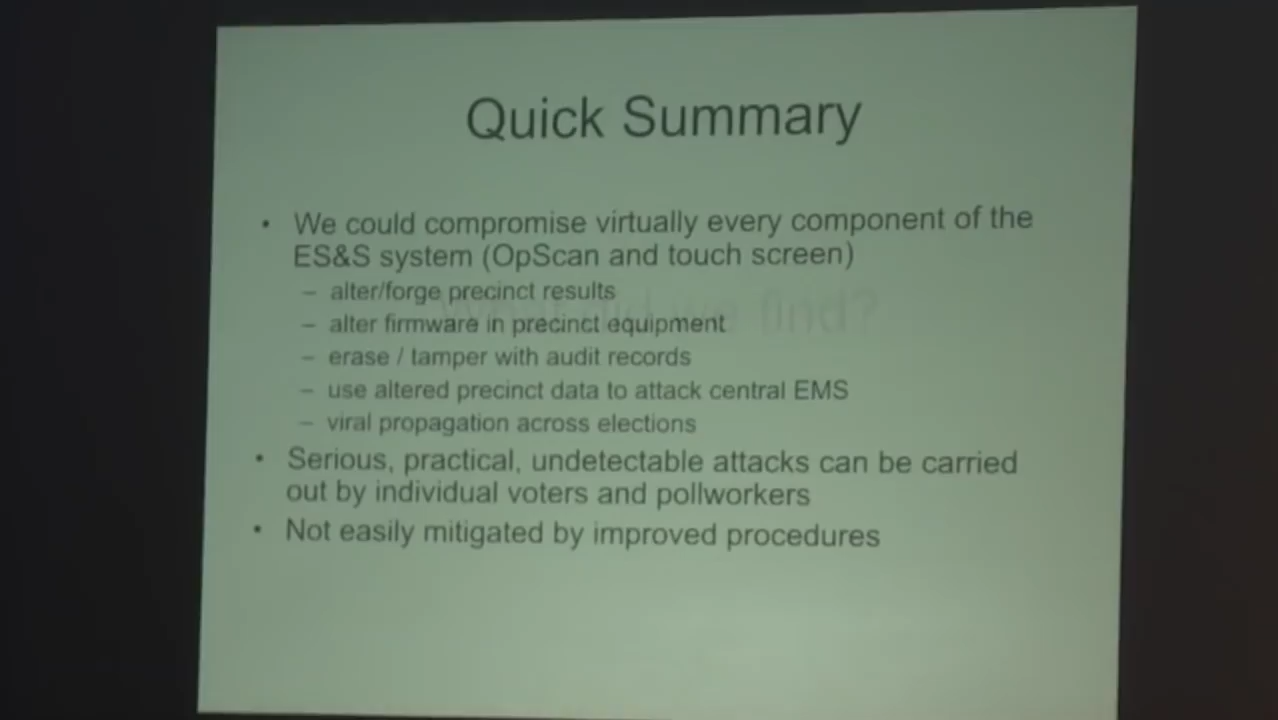 Quick Summary
• We could compromise virtually every component of the
ES&S system (OpScan and touch screen)
– alter/forge precinct results
– alter firmware in precinct equipment
– erase / tamper with audit records
– use altered precinct data to attack central EMS
– viral propagation across elections
• Serious, practical, undetectable attacks can be carried
out by individual voters and pollworkers
• Not easily mitigated by improved procedures